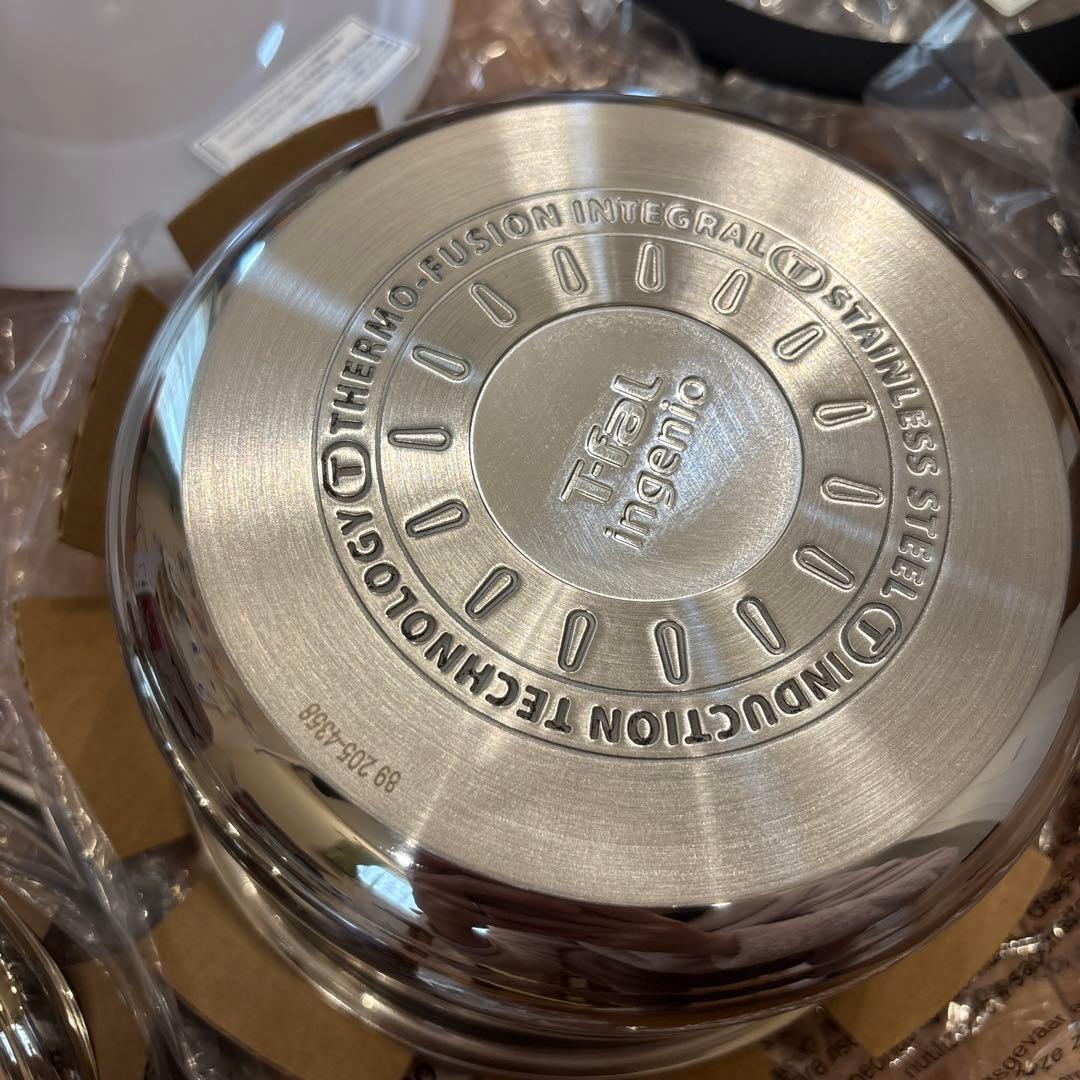 T-fal
ingenio
Ⓣ THERMO-FUSION INTEGRAL Ⓣ STAINLESS STEEL Ⓣ INDUCTION TECHNOLOGY
89 205-4358